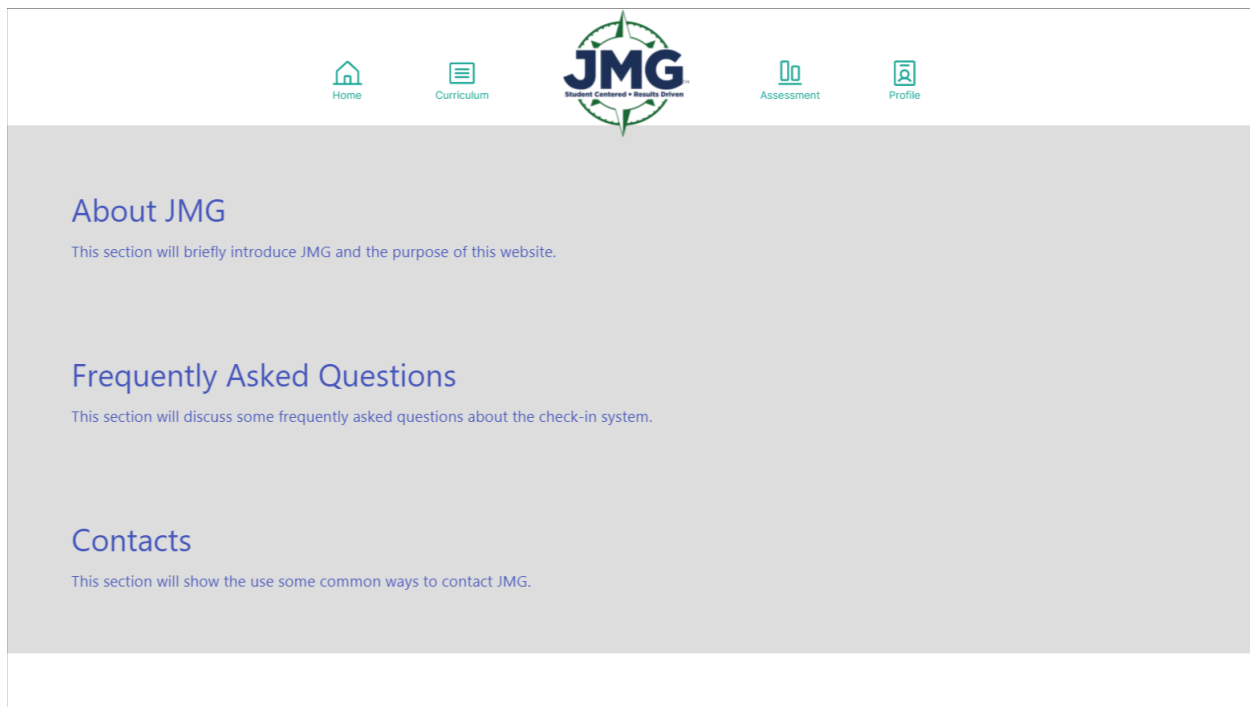 Home
Curriculum
JMG
Student Centered • Results Driven
Assessment
Profile
About JMG
This section will briefly introduce JMG and the purpose of this website.
Frequently Asked Questions
This section will discuss some frequently asked questions about the check-in system.
Contacts
This section will show the use some common ways to contact JMG.